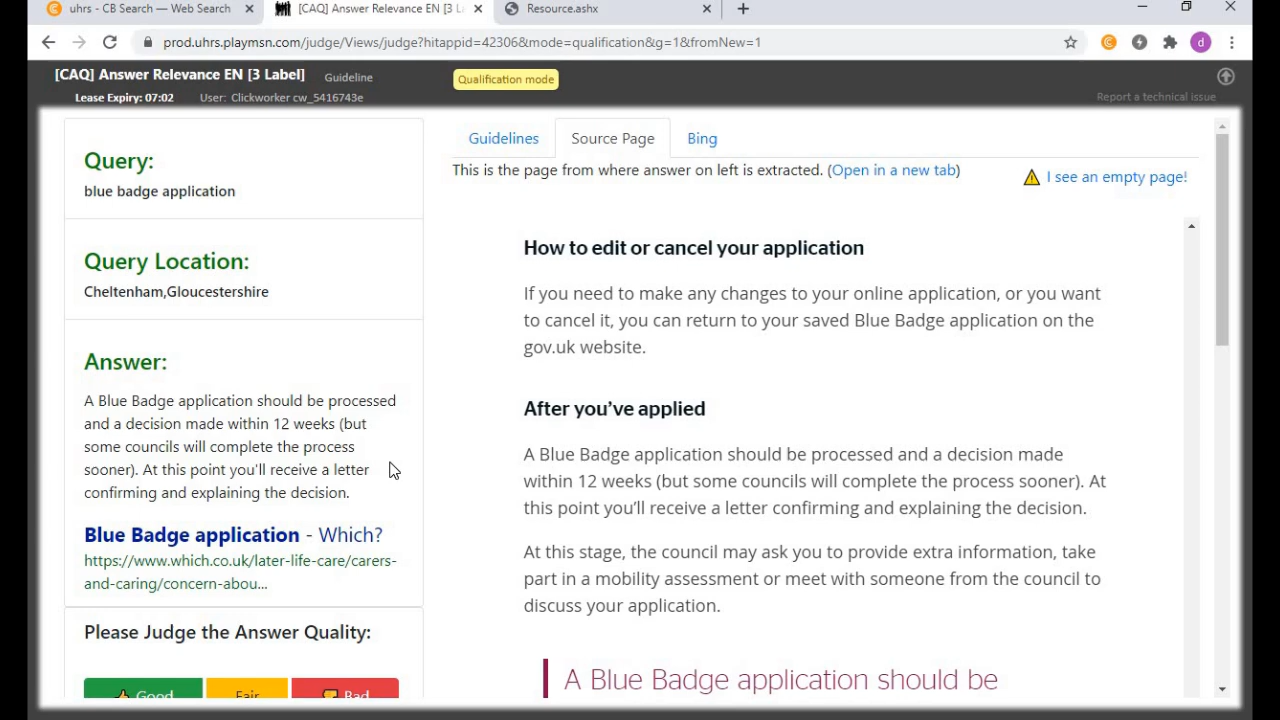 uhrs - CB Search — Web Search
[CAQ] Answer Relevance EN [3 L
Resource.ashx
prod.uhrs.playmsn.com/judge/Views/judge?hitappid=42306&mode=qualification&g=1&fromNew=1
d
[CAQ] Answer Relevance EN [3 Label]
Guideline
Qualification mode
Lease Expiry: 07:02
User: Clickworker cw_5416743e
Report a technical issue
Query:
blue badge application
Query Location:
Cheltenham,Gloucestershire
Answer:
A Blue Badge application should be processed
and a decision made within 12 weeks (but
some councils will complete the process
sooner). At this point you'll receive a letter
confirming and explaining the decision.
Blue Badge application - Which?
https://www.which.co.uk/later-life-care/carers-
and-caring/concern-abou...
Please Judge the Answer Quality:
Good
Fair
Bad
Guidelines
Source Page
Bing
This is the page from where answer on left is extracted. (Open in a new tab)
I see an empty page!
How to edit or cancel your application
If you need to make any changes to your online application, or you want
to cancel it, you can return to your saved Blue Badge application on the
gov.uk website.
After you've applied
A Blue Badge application should be processed and a decision made
within 12 weeks (but some councils will complete the process sooner). At
this point you'll receive a letter confirming and explaining the decision.
At this stage, the council may ask you to provide extra information, take
part in a mobility assessment or meet with someone from the council to
discuss your application.
A Blue Badge application should be